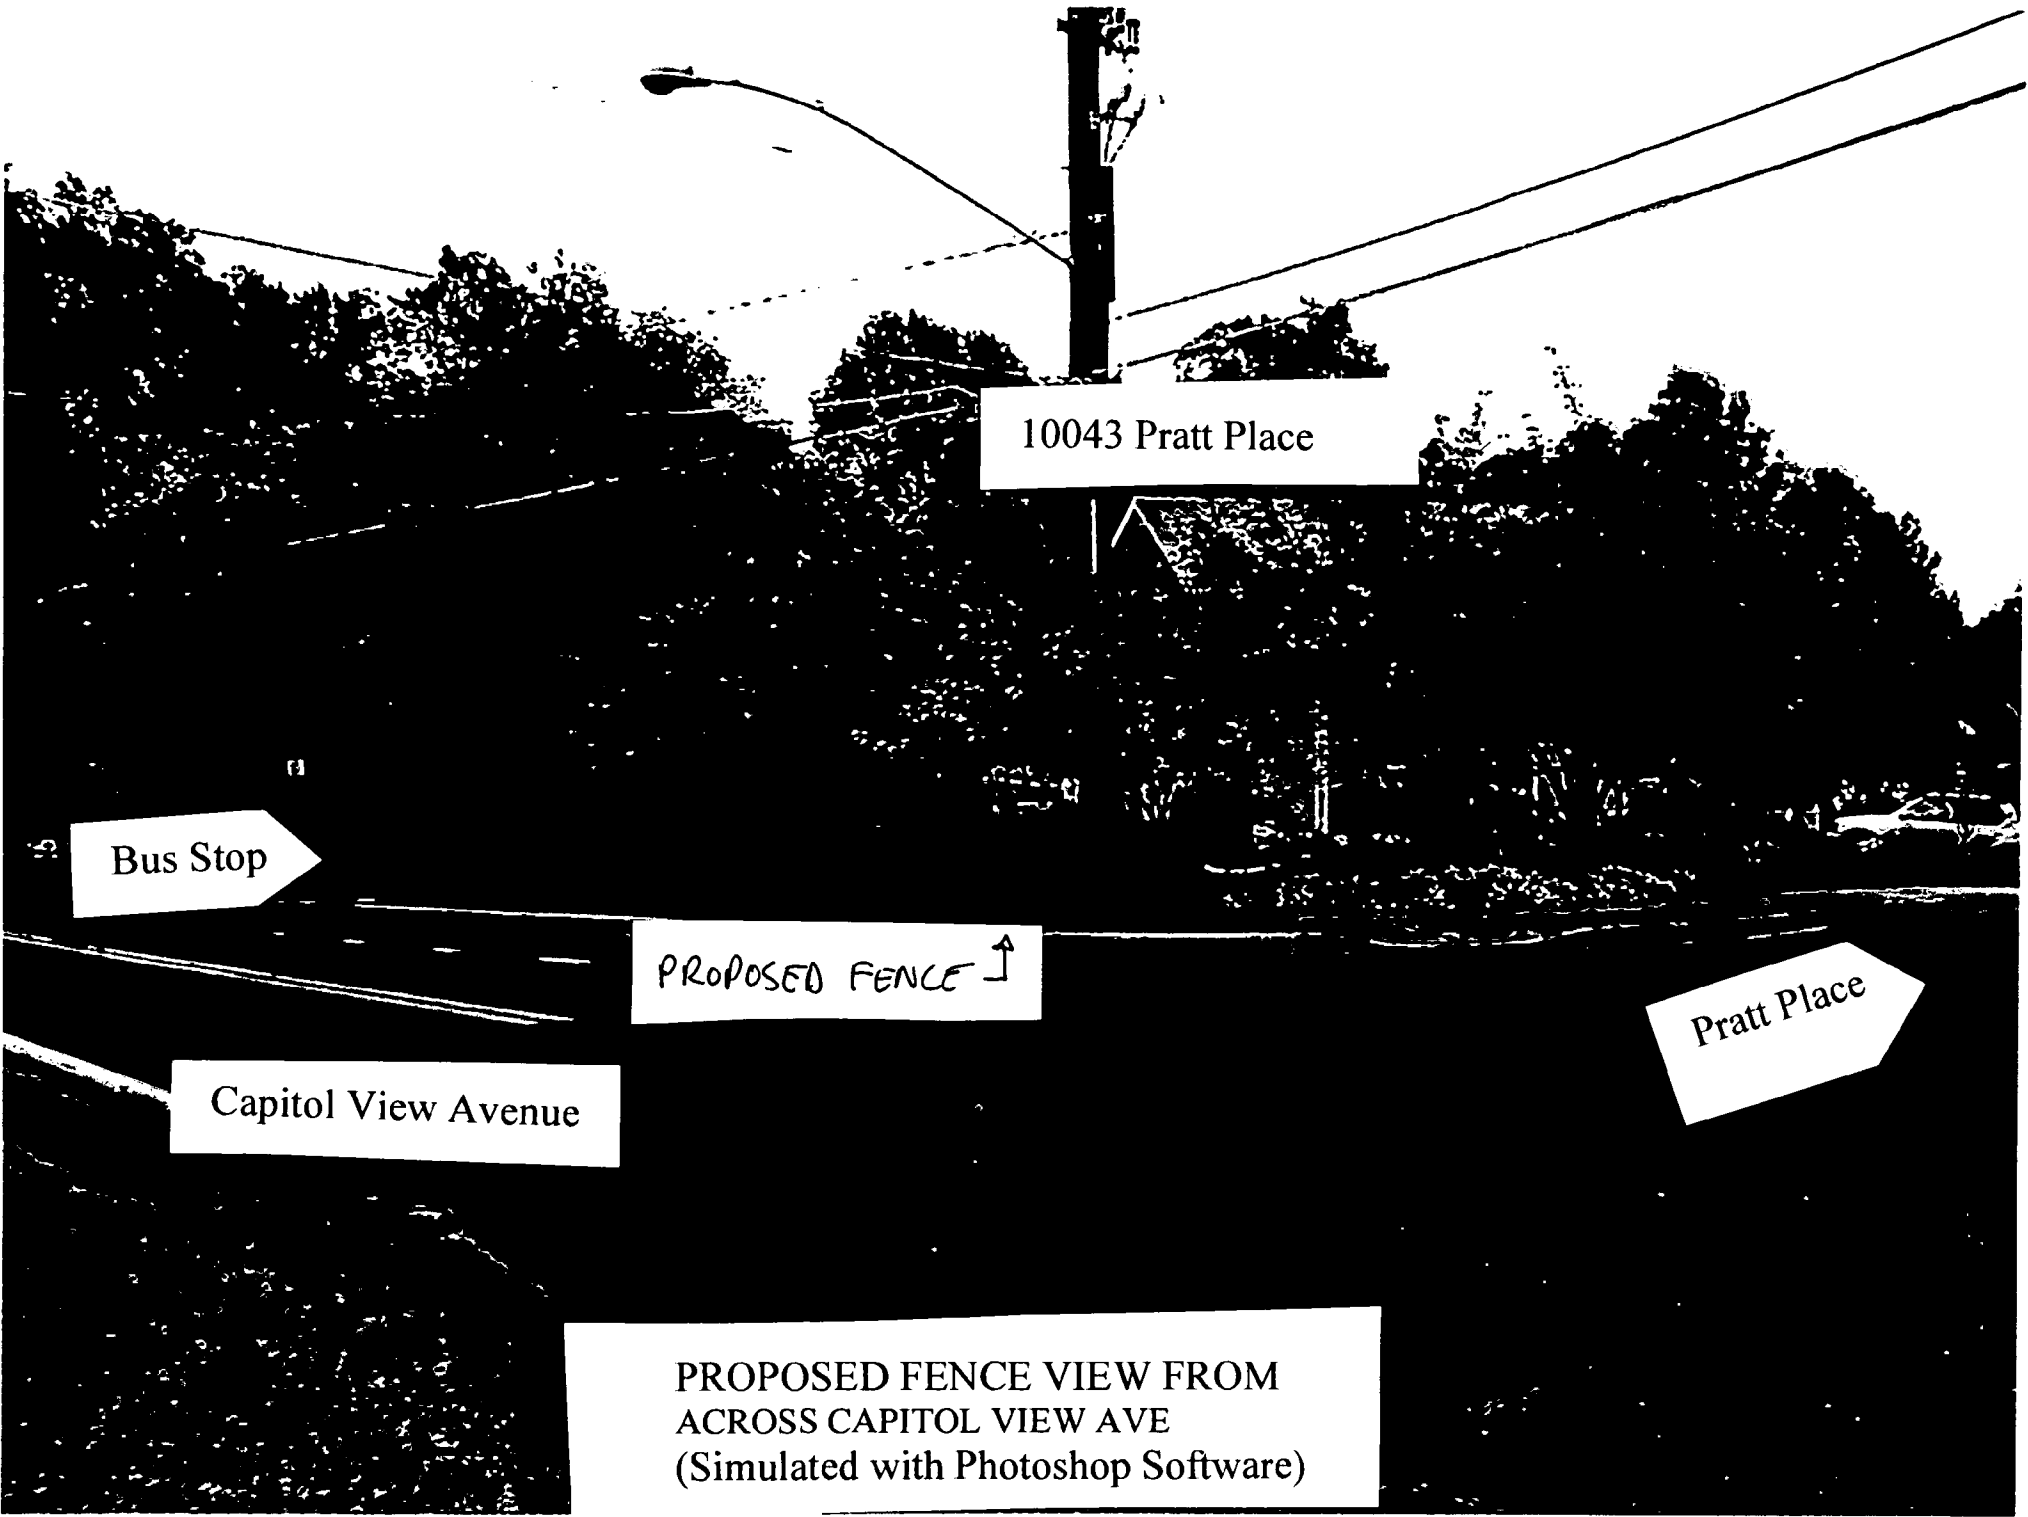 10043 Pratt Place
Bus Stop
PROPOSED FENCE
Pratt Place
Capitol View Avenue
PROPOSED FENCE VIEW FROM
ACROSS CAPITOL VIEW AVE
(Simulated with Photoshop Software)